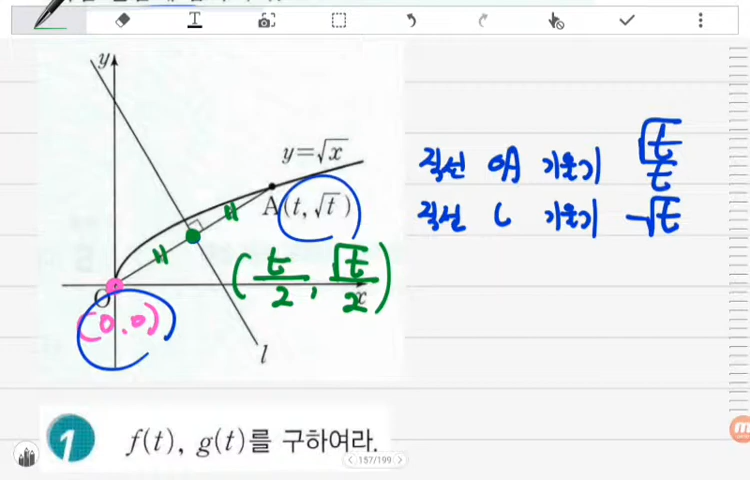 T
y
y=√x
A(t, √t)
직선 OA 기울기 √t/t
직선 l 기울기 -√t
(t/2, √t/2)
O
x
(0,0)
l
1 f(t), g(t)를 구하여라.
157/199